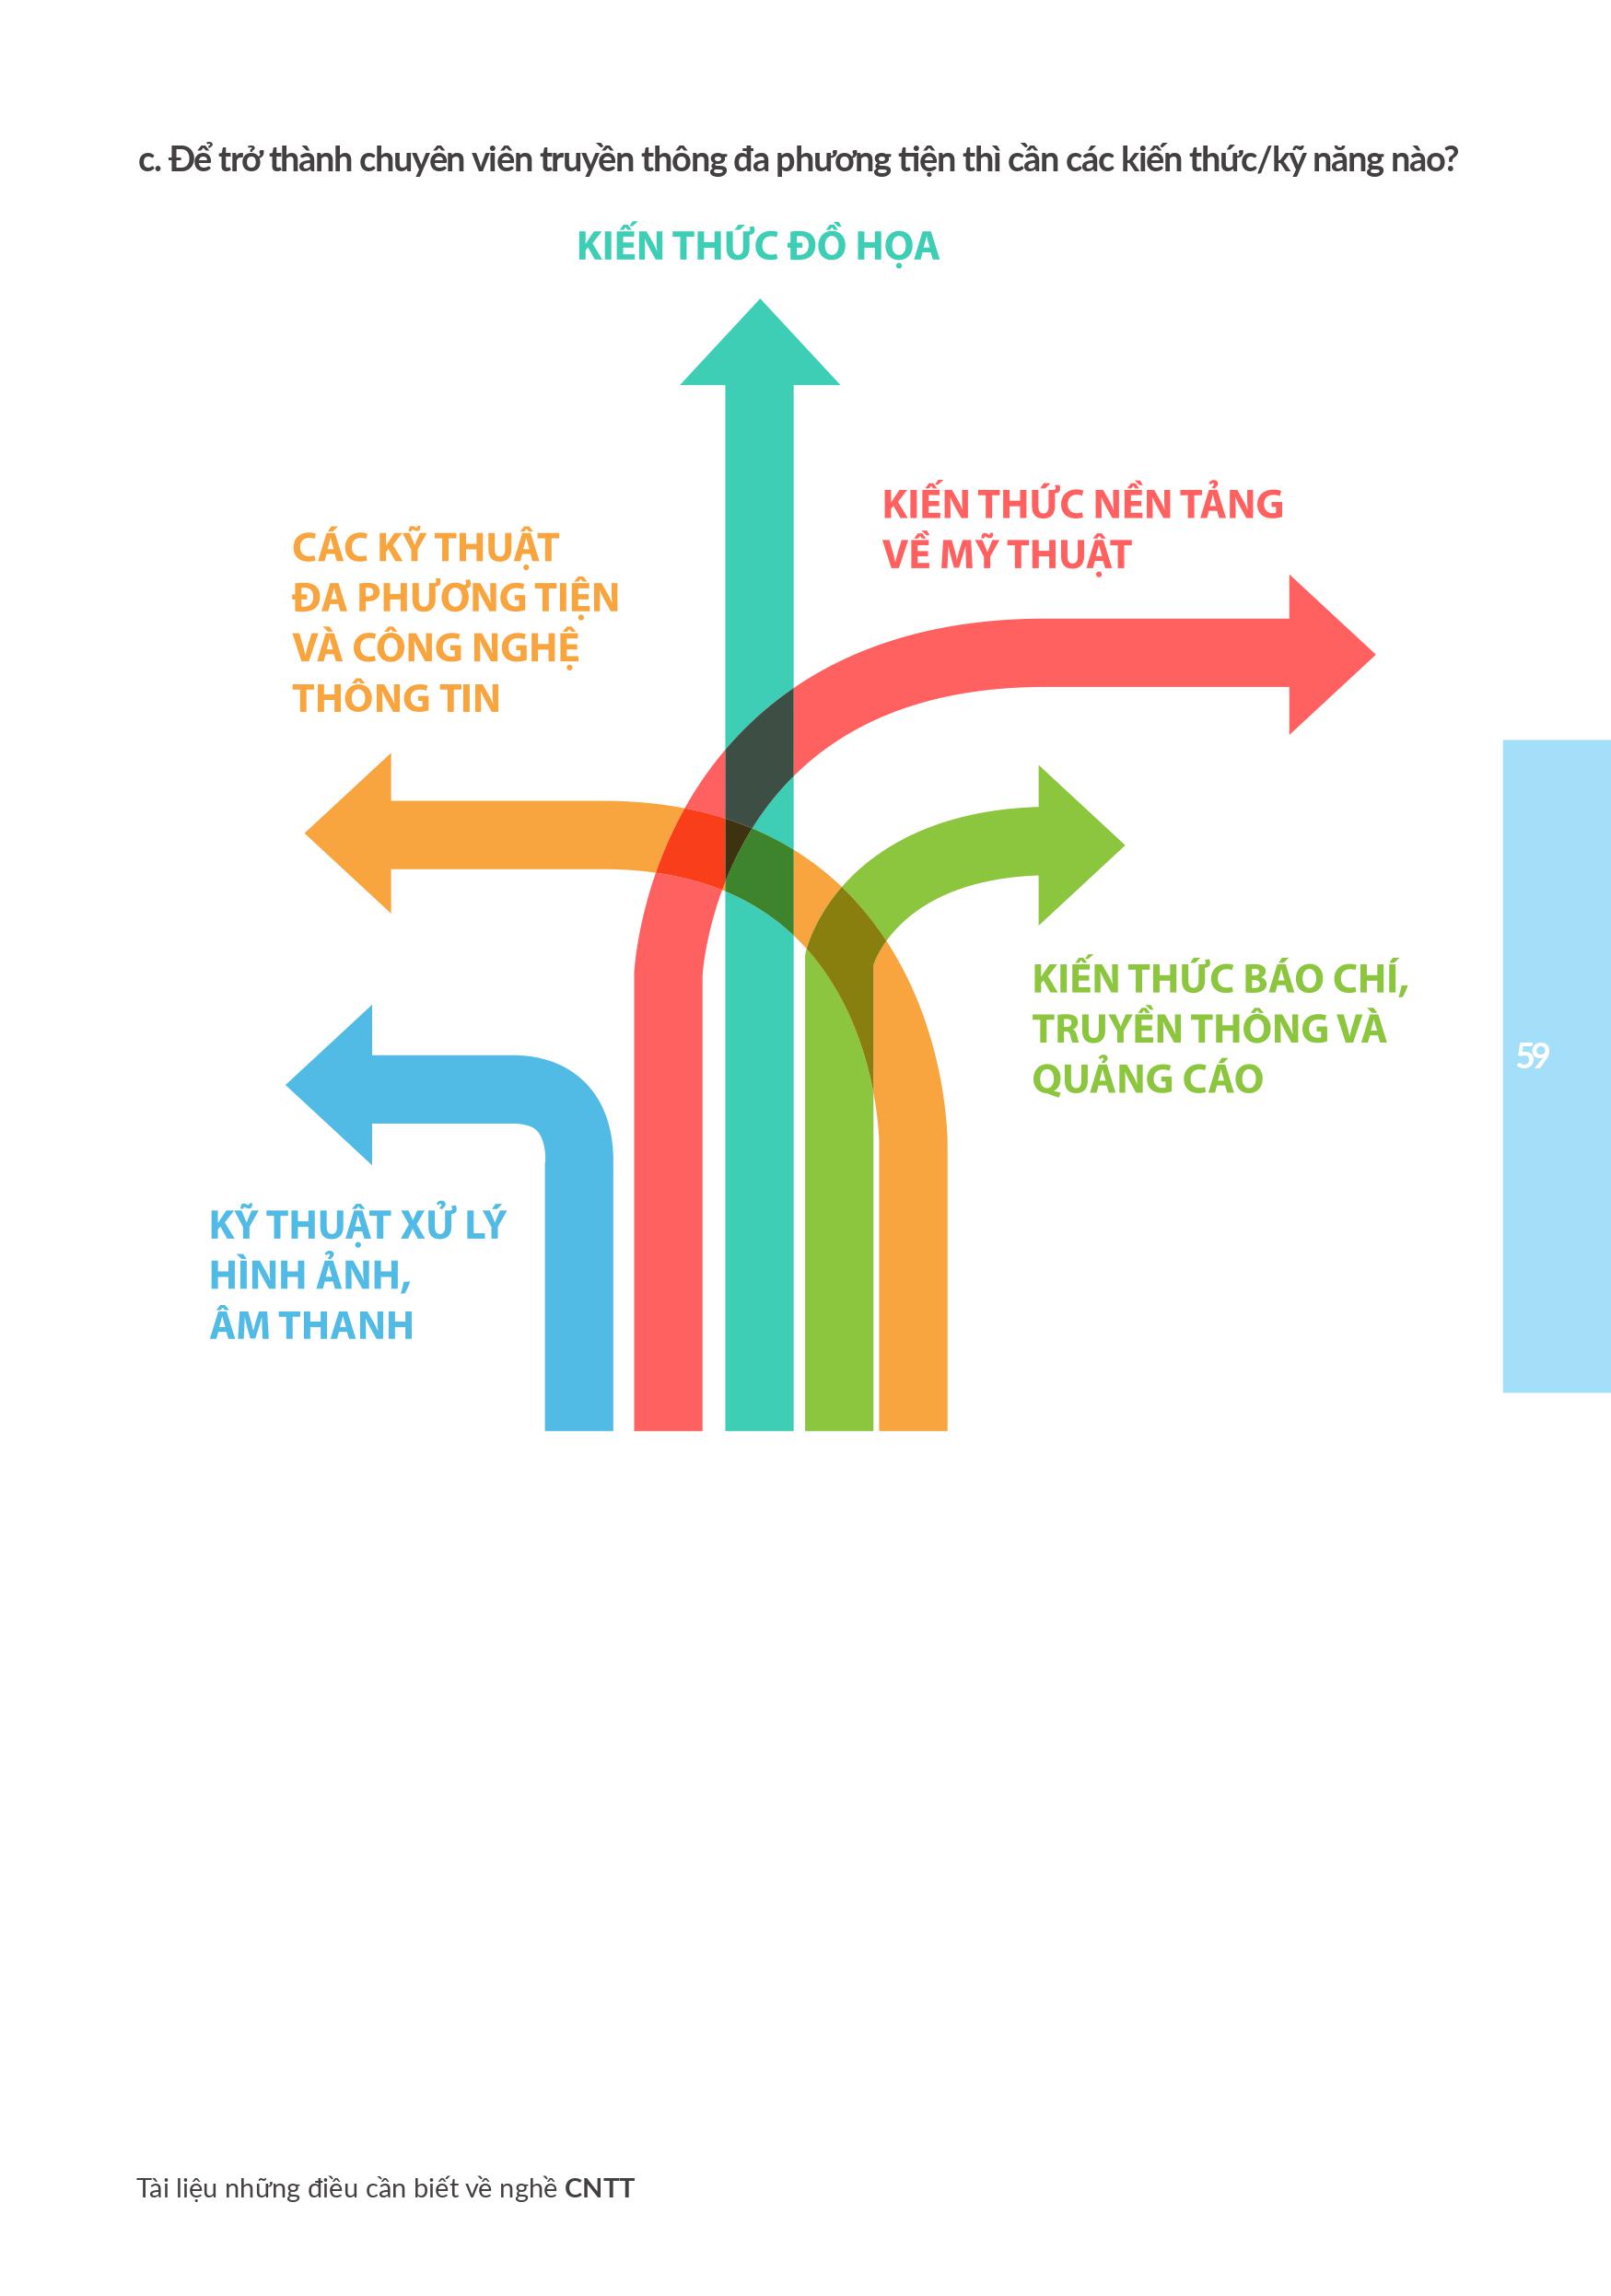 c. Để trở thành chuyên viên truyền thông đa phương tiện thì cần các kiến thức/kỹ năng nào?
KIẾN THỨC ĐỒ HỌA
KIẾN THỨC NỀN TẢNG
VỀ MỸ THUẬT
CÁC KỸ THUẬT
ĐA PHƯƠNG TIỆN
VÀ CÔNG NGHỆ
THÔNG TIN
KIẾN THỨC BÁO CHÍ,
TRUYỀN THÔNG VÀ
QUẢNG CÁO
59
KỸ THUẬT XỬ LÝ
HÌNH ẢNH,
ÂM THANH
Tài liệu những điều cần biết về nghề CNTT